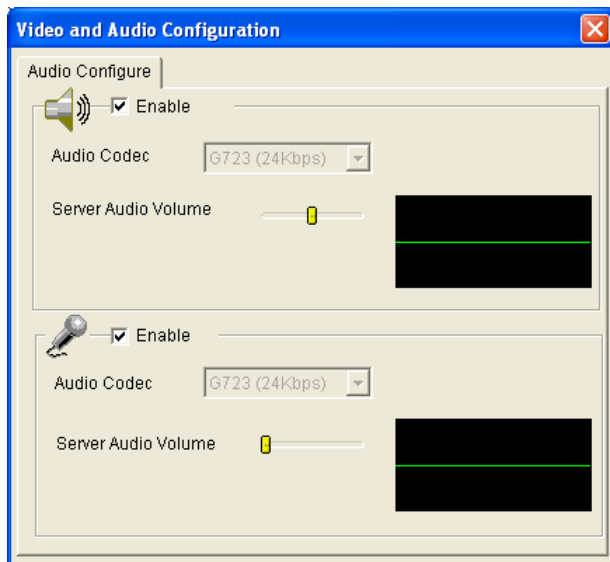 Video and Audio Configuration
Audio Configure
Enable
Audio Codec
G723 (24Kbps)
Server Audio Volume
Enable
Audio Codec
G723 (24Kbps)
Server Audio Volume